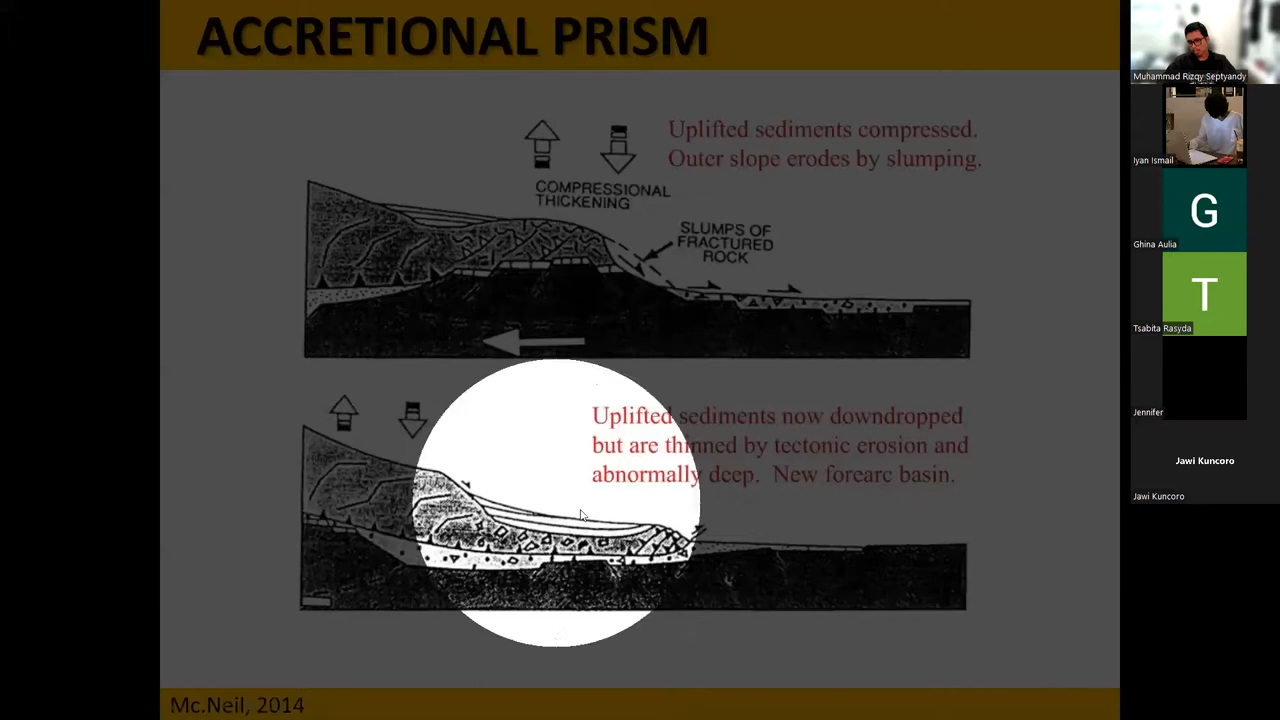 ACCRETIONAL PRISM
Uplifted sediments compressed.
Outer slope erodes by slumping.
COMPRESSIONAL
THICKENING
SLUMPS OF
FRACTURED
ROCK
Uplifted sediments now downdropped
but are thinned by tectonic erosion and
abnormally deep. New forearc basin.
Mc.Neil, 2014
Muhammad Rizqy Septyandy
Iyan Ismail
G
Ghina Aulia
T
Tsabita Rasyda
Jennifer
Jawi Kuncoro
Jawi Kuncoro